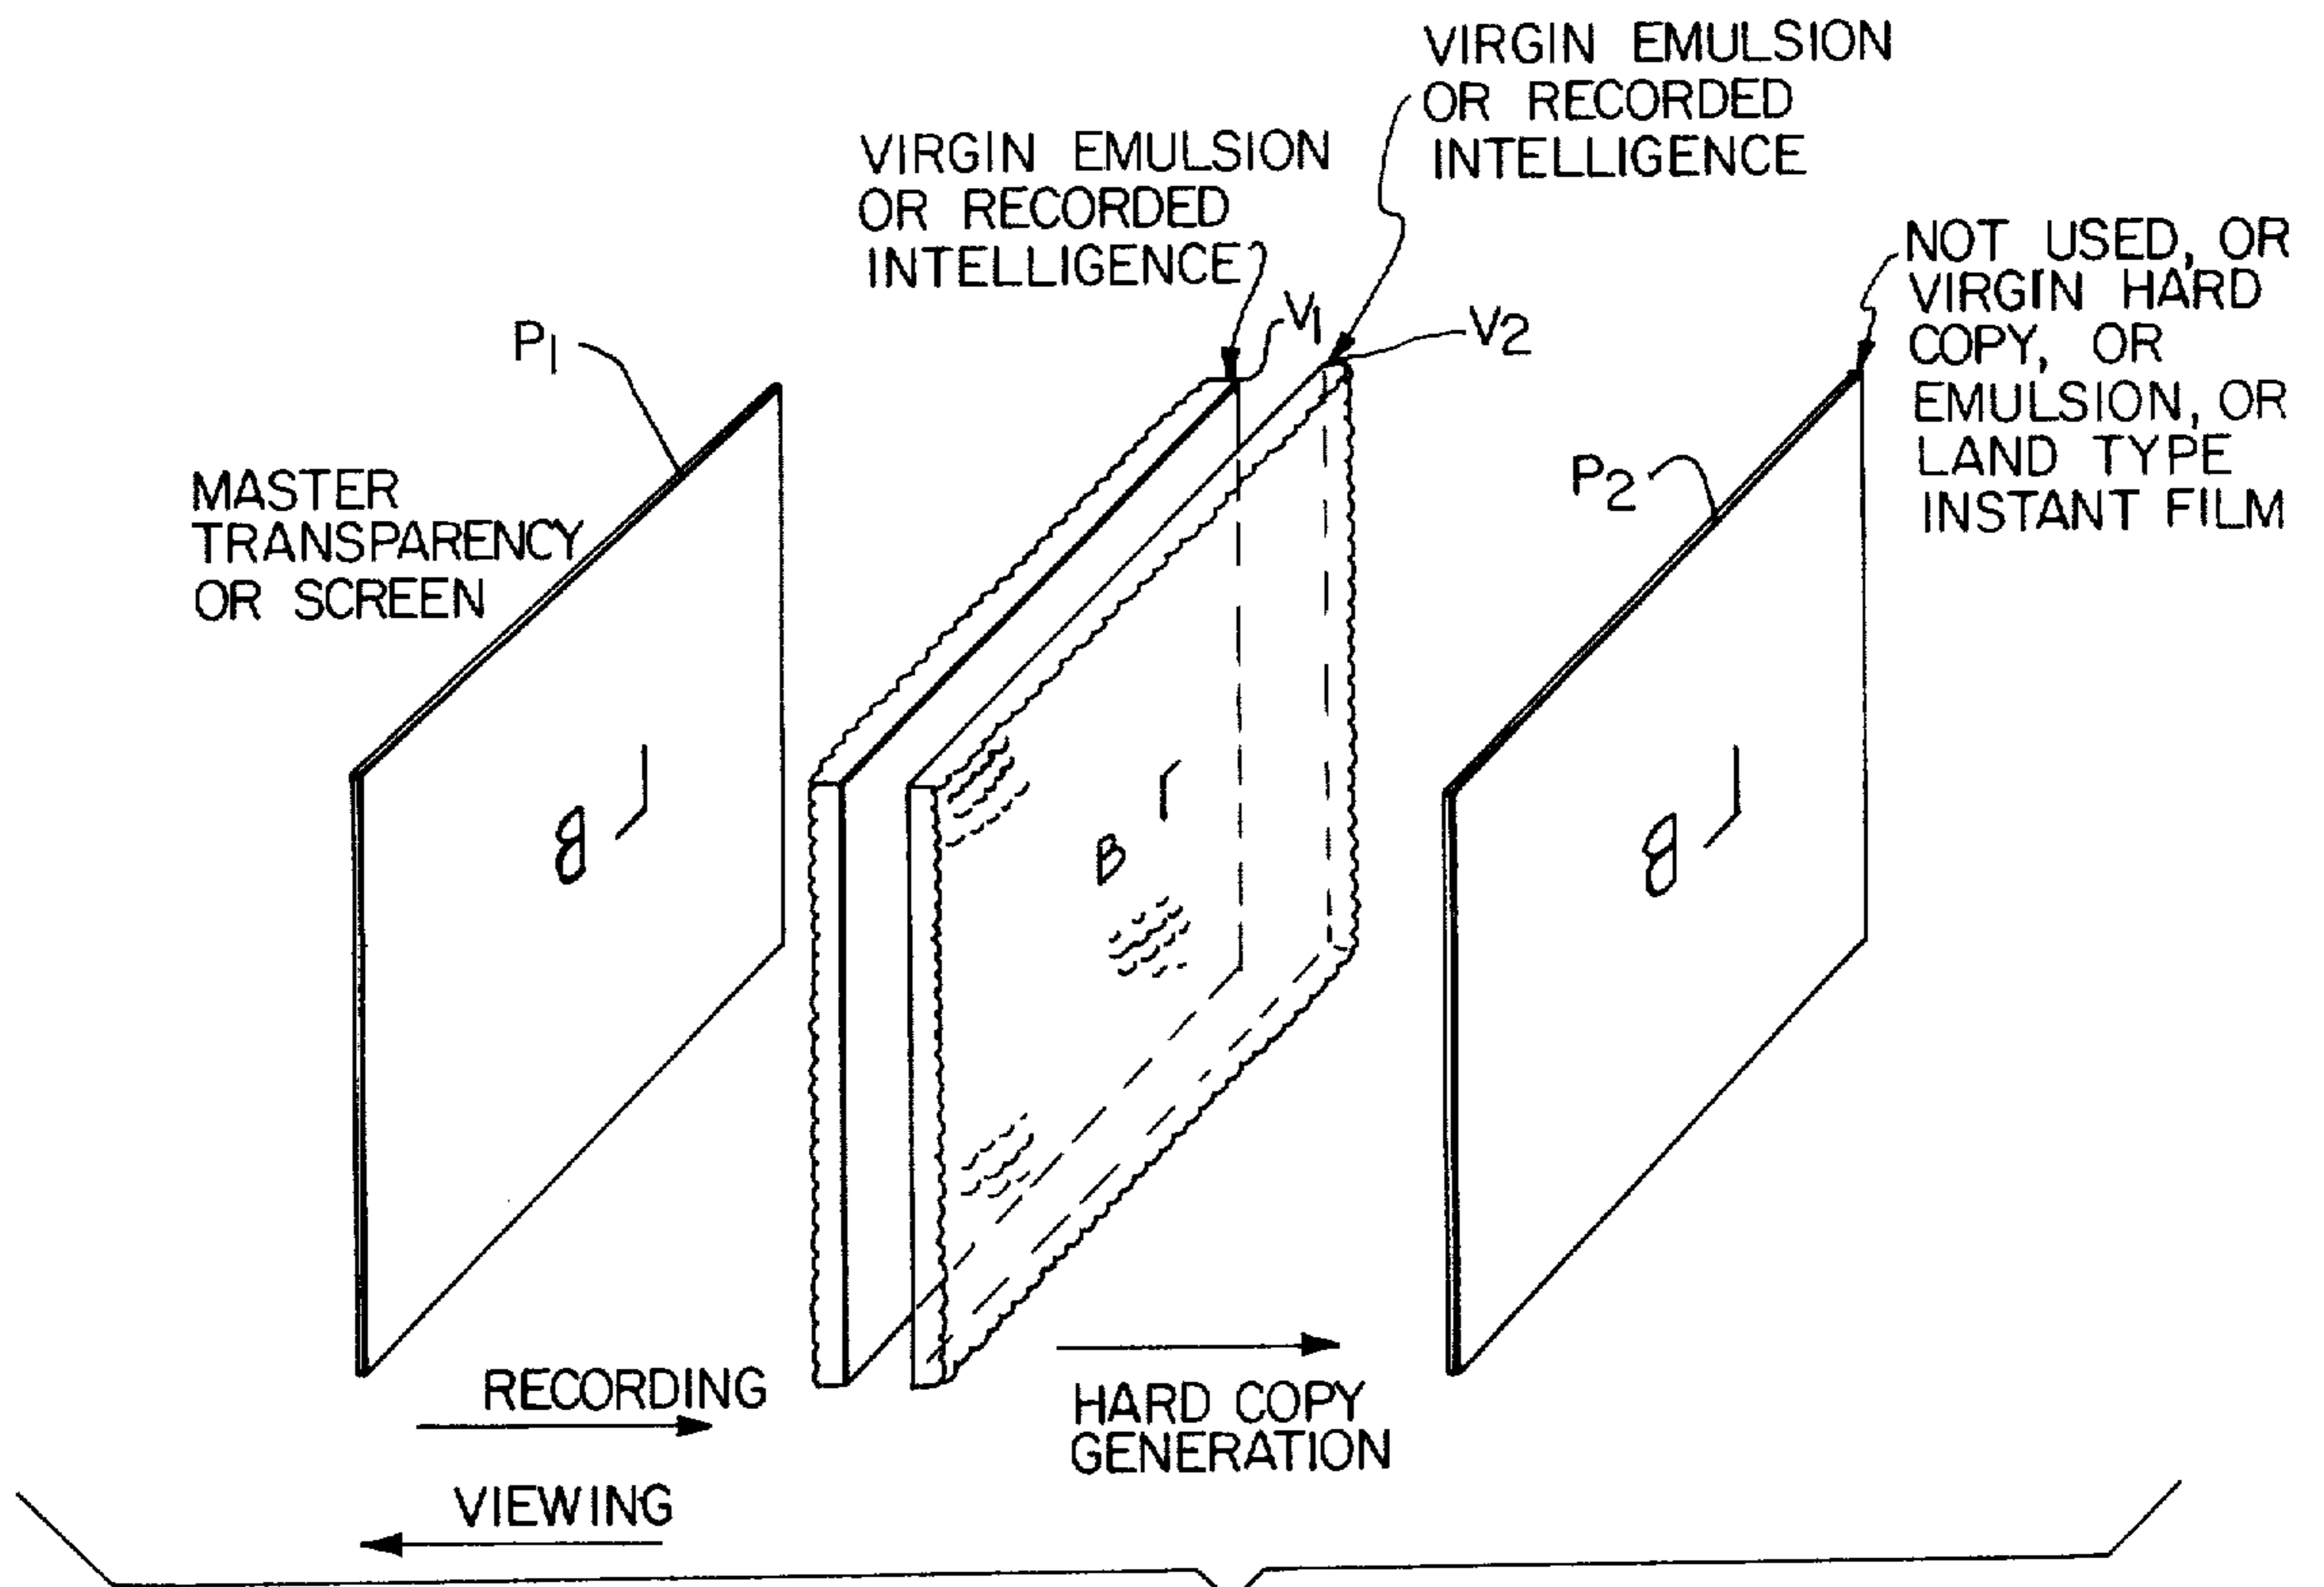 VIRGIN EMULSION
OR RECORDED
INTELLIGENCE
VIRGIN EMULSION
OR RECORDED
INTELLIGENCE
NOT USED, OR
VIRGIN HARD
COPY, OR
EMULSION, OR
LAND TYPE
INSTANT FILM
P1
V1
V2
P2
MASTER
TRANSPARENCY
OR SCREEN
B
RECORDING
VIEWING
HARD COPY
GENERATION